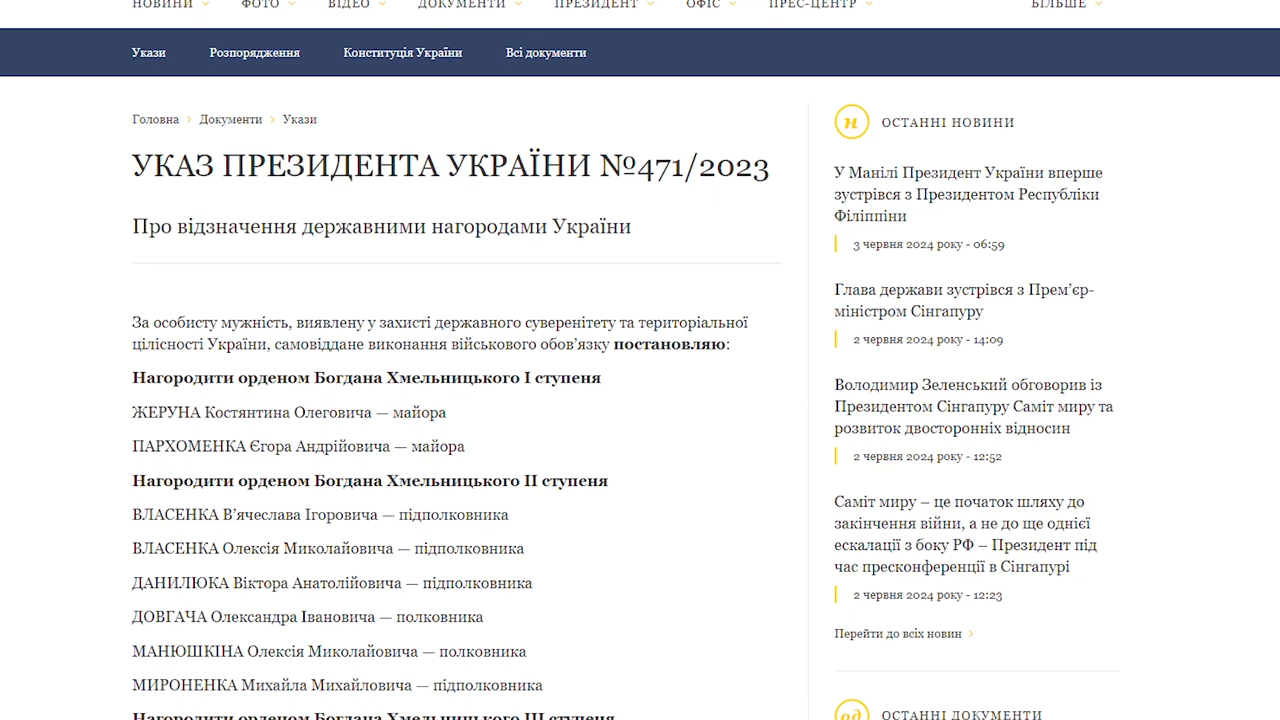 НОВИНИ ФОТО ВІДЕО ДОКУМЕНТИ ПРЕЗИДЕНТ ОФІС ПРЕС-ЦЕНТР БІЛЬШЕ
Укази Розпорядження Конституція України Всі документи
Головна Документи Укази
УКАЗ ПРЕЗИДЕНТА УКРАЇНИ №471/2023
Про відзначення державними нагородами України
За особисту мужність, виявлену у захисті державного суверенітету та територіальної
цілісності України, самовіддане виконання військового обов’язку постановляю:
Нагородити орденом Богдана Хмельницького І ступеня
ЖЕРУНА Костянтина Олеговича — майора
ПАРХОМЕНКА Єгора Андрійовича — майора
Нагородити орденом Богдана Хмельницького ІІ ступеня
ВЛАСЕНКА В’ячеслава Ігоровича — підполковника
ВЛАСЕНКА Олексія Миколайовича — підполковника
ДАНИЛЮКА Віктора Анатолійовича — підполковника
ДОВГАЧА Олександра Івановича — полковника
МАНЮШКІНА Олексія Миколайовича — полковника
МИРОНЕНКА Михайла Михайловича — підполковника
Нагородити орденом Богдана Хмельницького ІІІ ступеня
н ОСТАННІ НОВИНИ
У Манілі Президент України вперше
зустрівся з Президентом Республіки
Філіппіни
3 червня 2024 року - 06:59
Глава держави зустрівся з Прем’єр-
міністром Сінгапуру
2 червня 2024 року - 14:09
Володимир Зеленський обговорив із
Президентом Сінгапуру Саміт миру та
розвиток двосторонніх відносин
2 червня 2024 року - 12:52
Саміт миру – це початок шляху до
закінчення війни, а не до ще однієї
ескалації з боку РФ – Президент під
час пресконференції в Сінгапурі
2 червня 2024 року - 12:23
Перейти до всіх новин
од ОСТАННІ ДОКУМЕНТИ